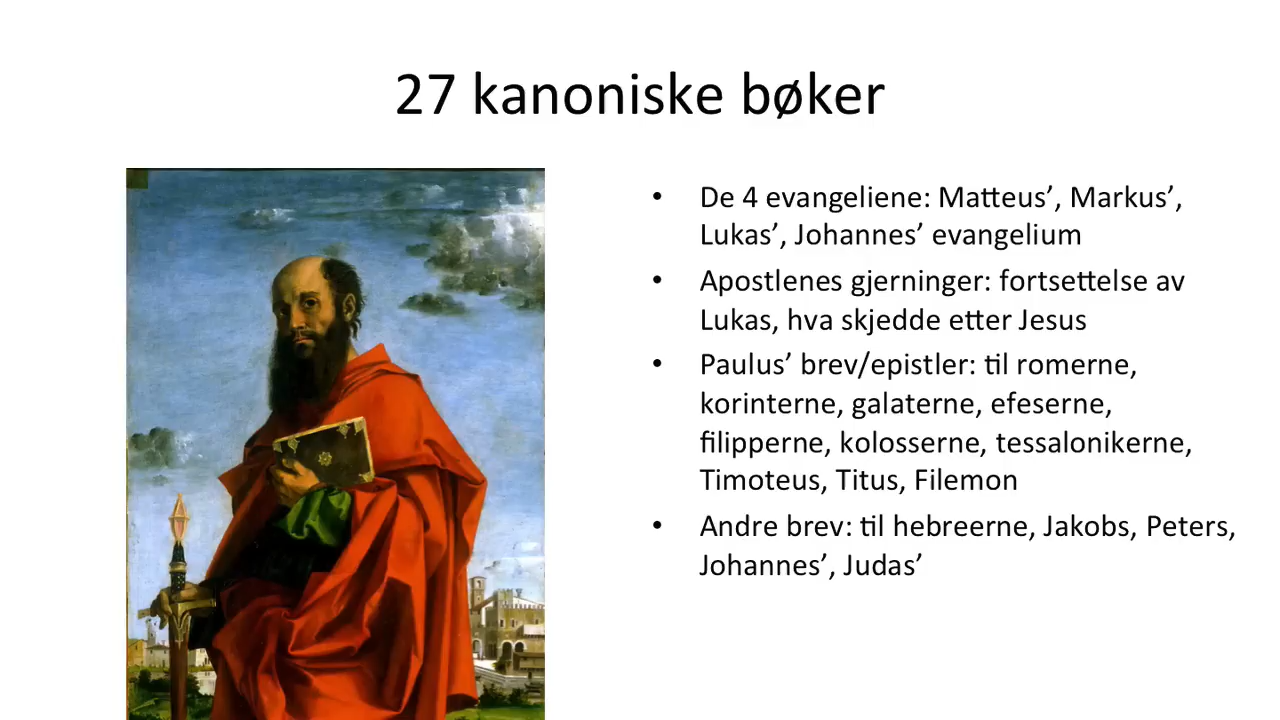 27 kanoniske bøker
• De 4 evangeliene: Matteus’, Markus’,
Lukas’, Johannes’ evangelium
• Apostlenes gjerninger: fortsettelse av
Lukas, hva skjedde etter Jesus
• Paulus’ brev/epistler: til romerne,
korinterne, galaterne, efeserne,
filipperne, kolosserne, tessalonikerne,
Timoteus, Titus, Filemon
• Andre brev: til hebreerne, Jakobs, Peters,
Johannes’, Judas’